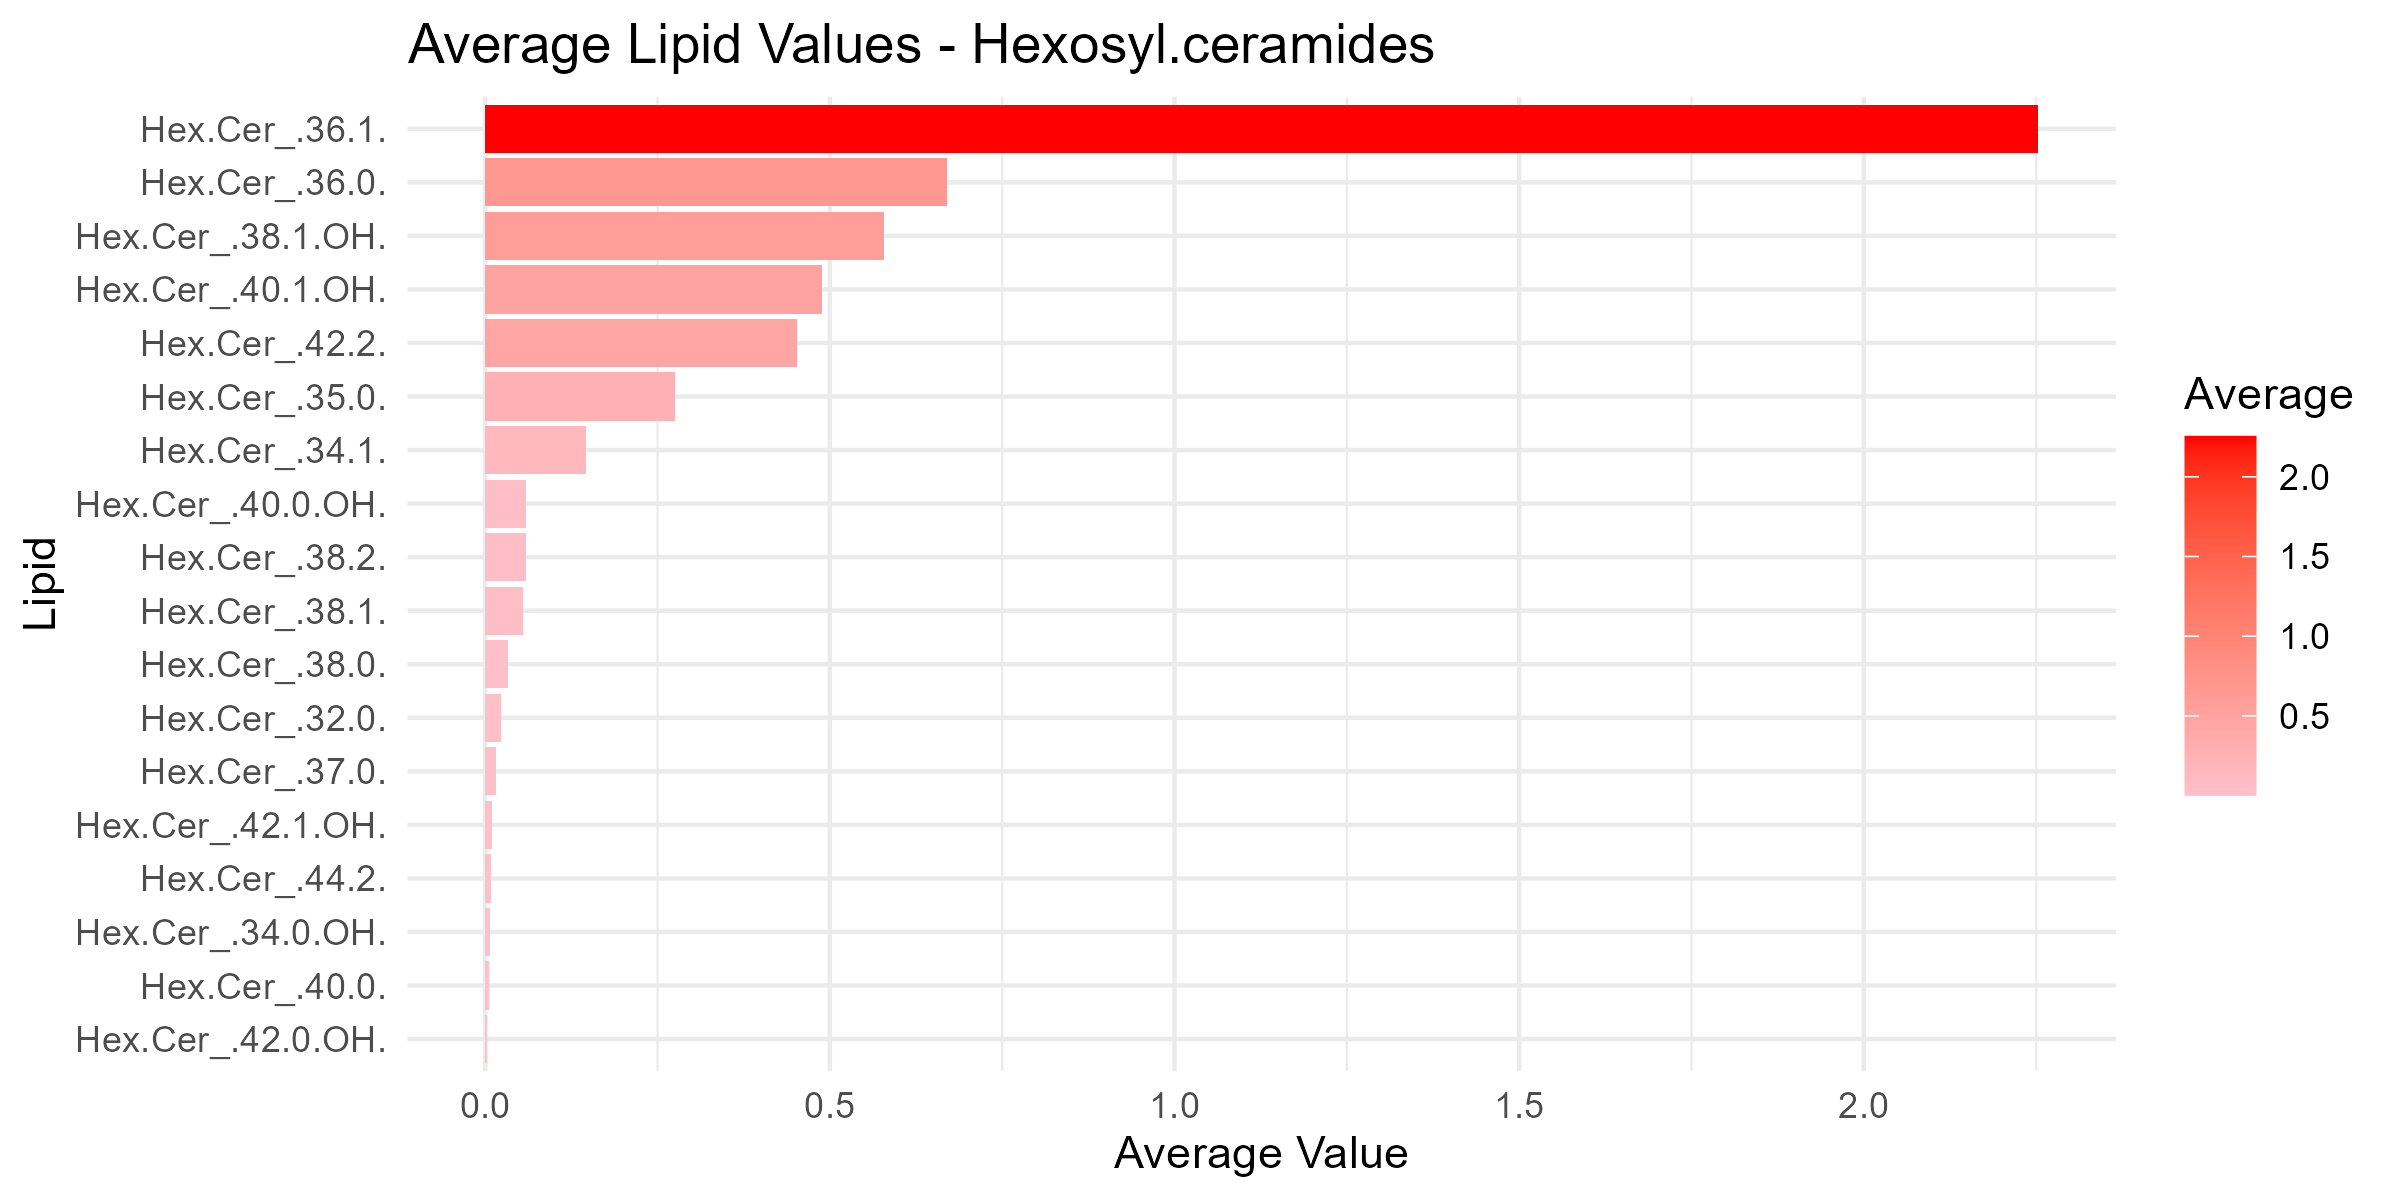 Average Lipid Values - Hexosyl.ceramides
Hex.Cer_.36.1.
Hex.Cer_.36.0.
Hex.Cer_.38.1.OH.
Hex.Cer_.40.1.OH.
Hex.Cer_.42.2.
Hex.Cer_.35.0.
Hex.Cer_.34.1.
Hex.Cer_.40.0.OH.
Hex.Cer_.38.2.
Hex.Cer_.38.1.
Hex.Cer_.38.0.
Hex.Cer_.32.0.
Hex.Cer_.37.0.
Hex.Cer_.42.1.OH.
Hex.Cer_.44.2.
Hex.Cer_.34.0.OH.
Hex.Cer_.40.0.
Hex.Cer_.42.0.OH.
Lipid
0.0 0.5 1.0 1.5 2.0
Average Value
Average
2.0
1.5
1.0
0.5